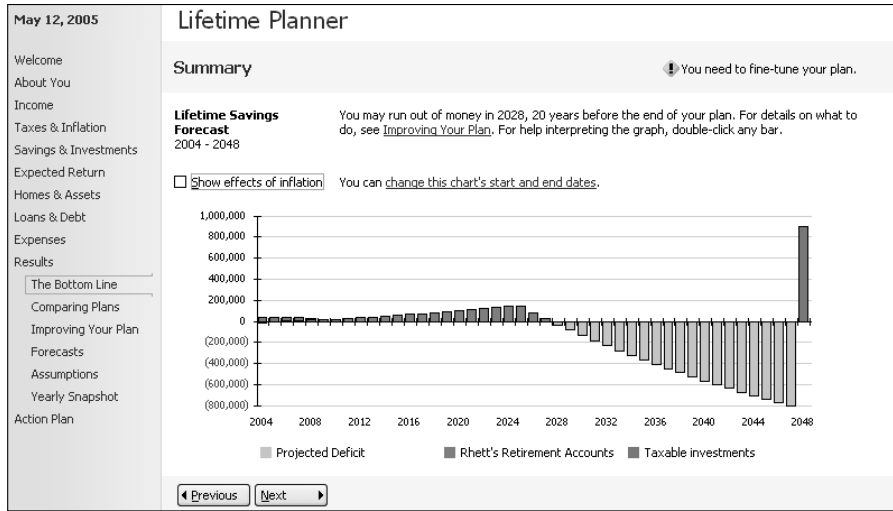 May 12, 2005
Welcome
About You
Income
Taxes & Inflation
Savings & Investments
Expected Return
Homes & Assets
Loans & Debt
Expenses
Results
The Bottom Line
Comparing Plans
Improving Your Plan
Forecasts
Assumptions
Yearly Snapshot
Action Plan
Lifetime Planner
Summary
You need to fine-tune your plan.
Lifetime Savings
Forecast
2004 - 2048
You may run out of money in 2028, 20 years before the end of your plan. For details on what to
do, see Improving Your Plan. For help interpreting the graph, double-click any bar.
Show effects of inflation
You can change this chart's start and end dates.
1,000,000
800,000
600,000
400,000
200,000
0
(200,000)
(400,000)
(600,000)
(800,000)
2004 2008 2012 2016 2020 2024 2028 2032 2036 2040 2044 2048
Projected Deficit Rhett's Retirement Accounts Taxable investments
Previous Next